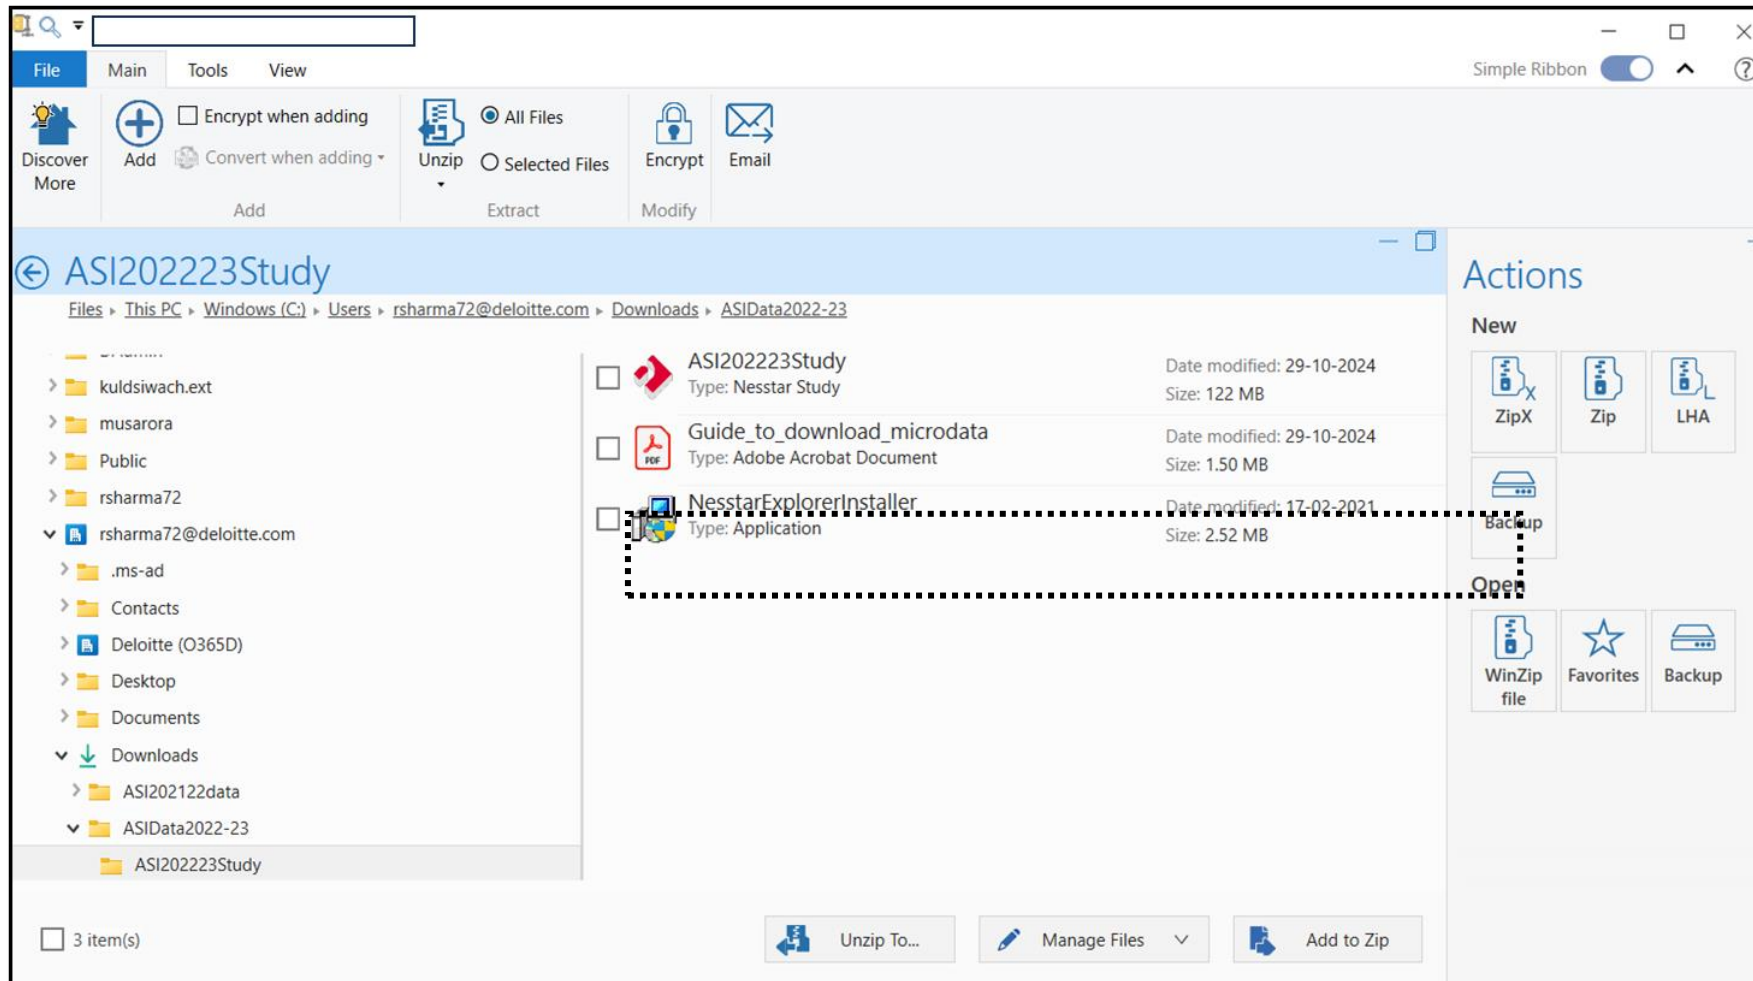 File Main Tools View Simple Ribbon
Discover More
Add
Encrypt when adding
Convert when adding
Add
Unzip
All Files
Selected Files
Extract
Encrypt
Modify
Email
ASI202223Study
Files This PC Windows (C:) Users rsharma72@deloitte.com Downloads ASIData2022-23
kuldsiwach.ext
musarora
Public
rsharma72
rsharma72@deloitte.com
.ms-ad
Contacts
Deloitte (O365D)
Desktop
Documents
Downloads
ASI202122data
ASIData2022-23
ASI202223Study
ASI202223Study
Type: Nesstar Study
Date modified: 29-10-2024
Size: 122 MB
Guide_to_download_microdata
Type: Adobe Acrobat Document
Date modified: 29-10-2024
Size: 1.50 MB
PDF
NesstarExplorerInstaller
Type: Application
Date modified: 17-02-2021
Size: 2.52 MB
Actions
New
ZipX Zip LHA
Backup
Open
WinZip file
Favorites
Backup
3 item(s)
Unzip To... Manage Files Add to Zip